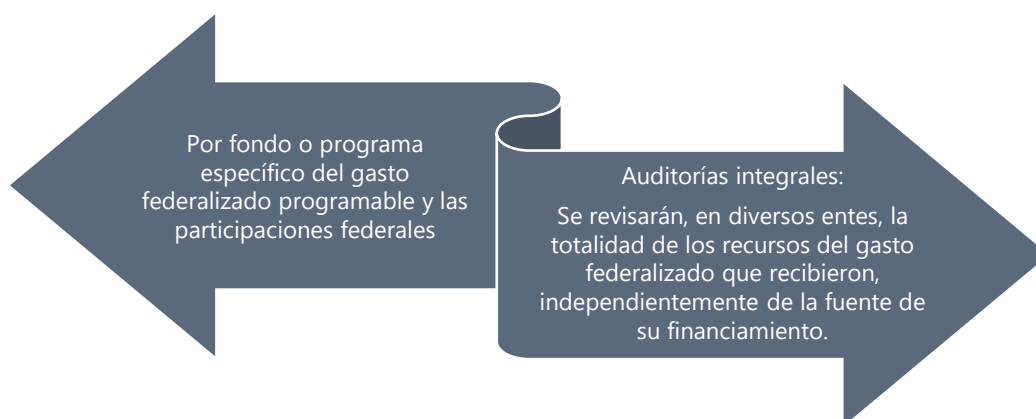 Por fondo o programa
específico del gasto
federalizado programable y las
participaciones federales
Auditorías integrales:
Se revisarán, en diversos entes, la
totalidad de los recursos del gasto
federalizado que recibieron,
independientemente de la fuente de
su financiamiento.